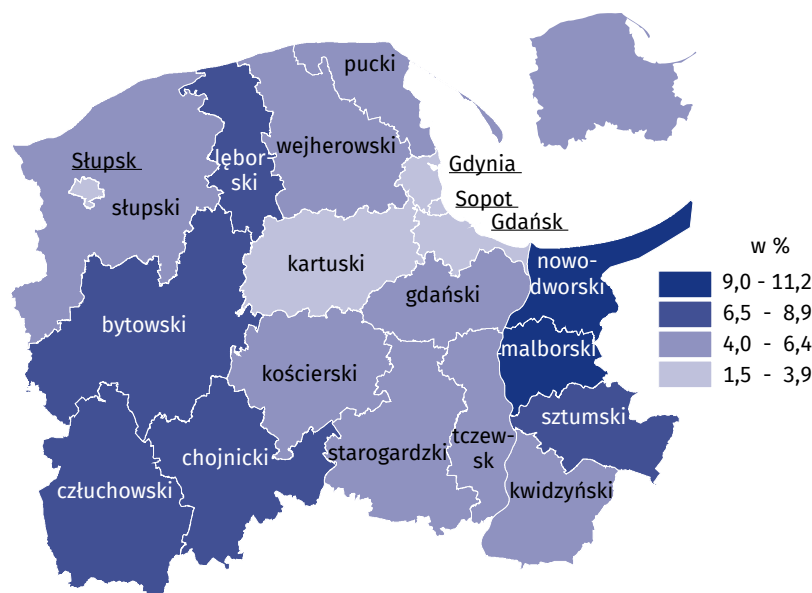 pucki
wejherowski
Słupsk
lębor-
ski
słupski
Gdynia
Sopot
Gdańsk
kartuski
gdański
nowo-
dworski
bytowski
malborski
kościerski
sztumski
chojnicki
starogardzki
tczew-
sk
człuchowski
kwidzyński
w %
9,0 - 11,2
6,5 - 8,9
4,0 - 6,4
1,5 - 3,9